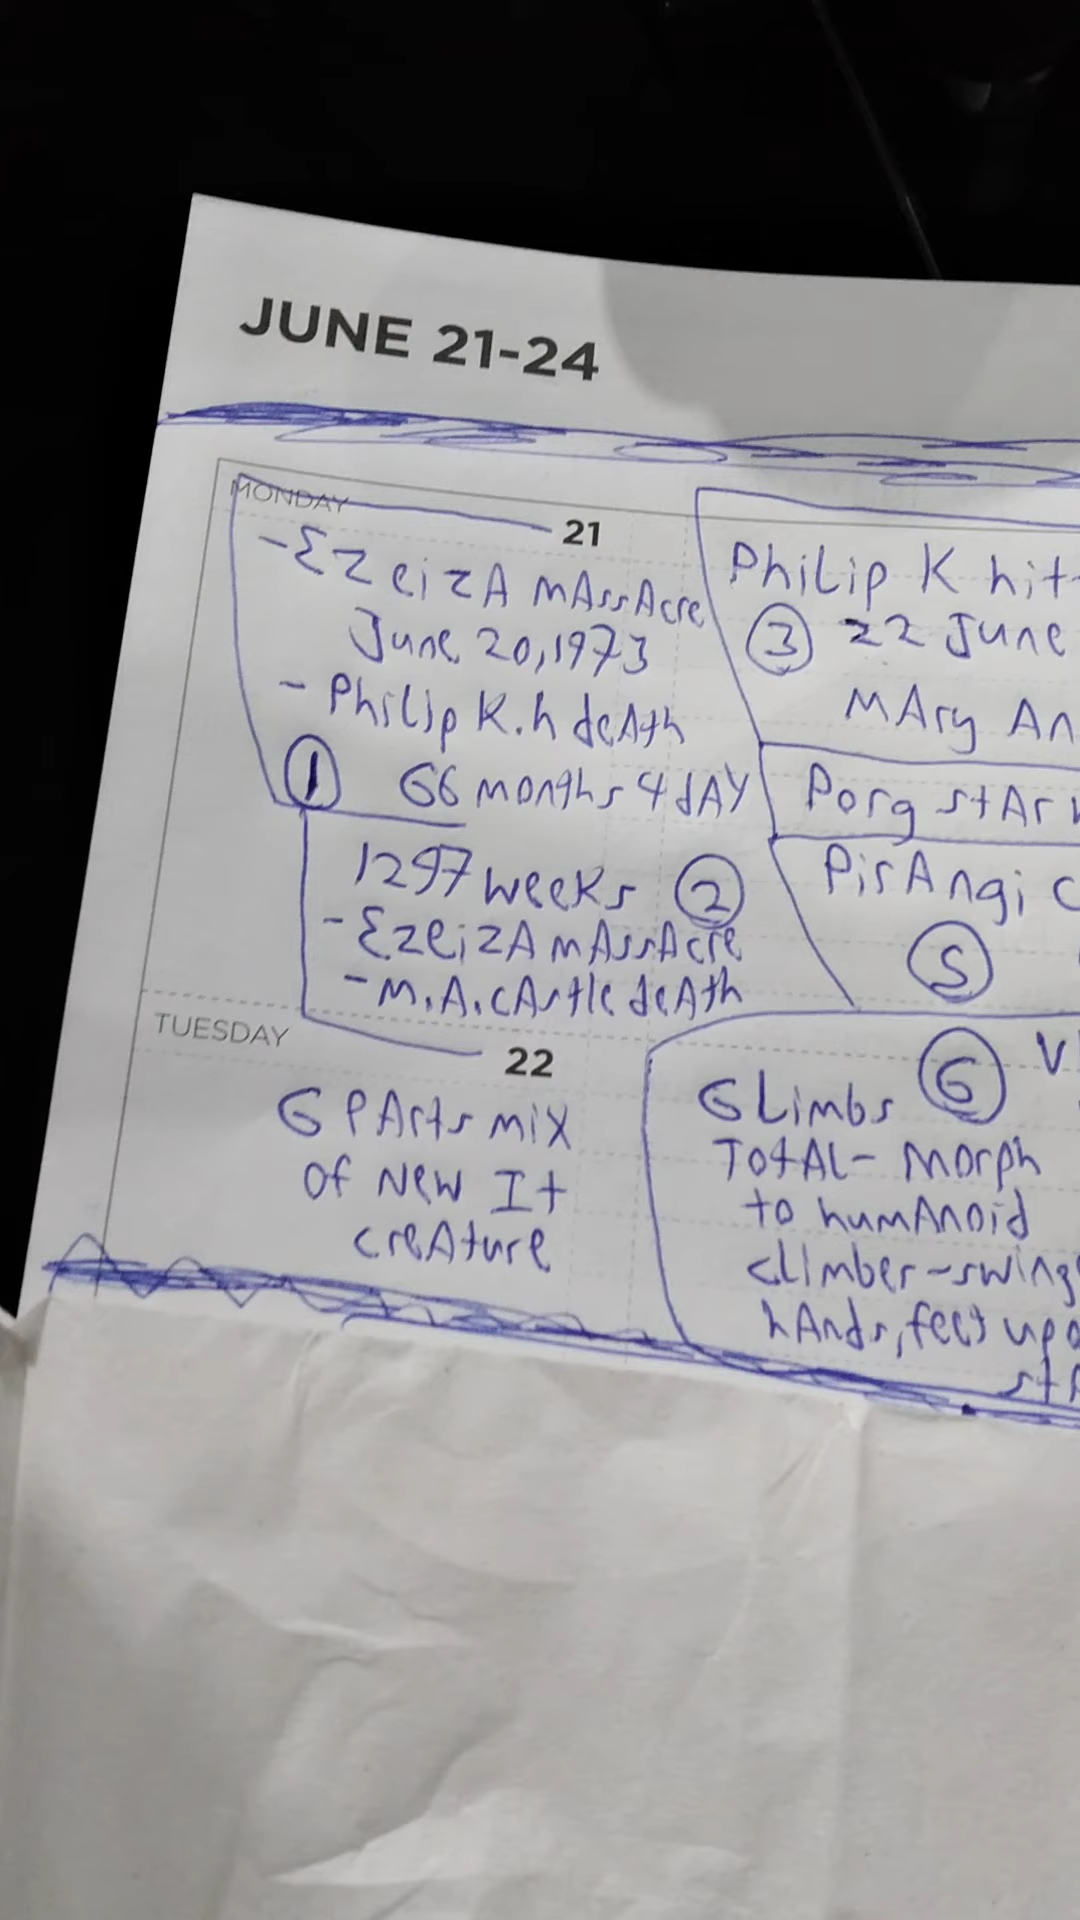 JUNE 21-24
MONDAY
21
-EzeizA mAssAcre
June 20,1973
- Philip K.h deAth
1 66 months 4 dAY
1297 weeks 2
-EzeizA mAssAcre
-M.A.cAstle deAth
Philip K hit-
3 22 June
MAry An
Porg stAr
PirAngi C
5
TUESDAY
22
6 PArts mix
of New It
creAture
6
6 Limbs
TotAL- morph
to humAnoid
climber-swing
hAnds, feet